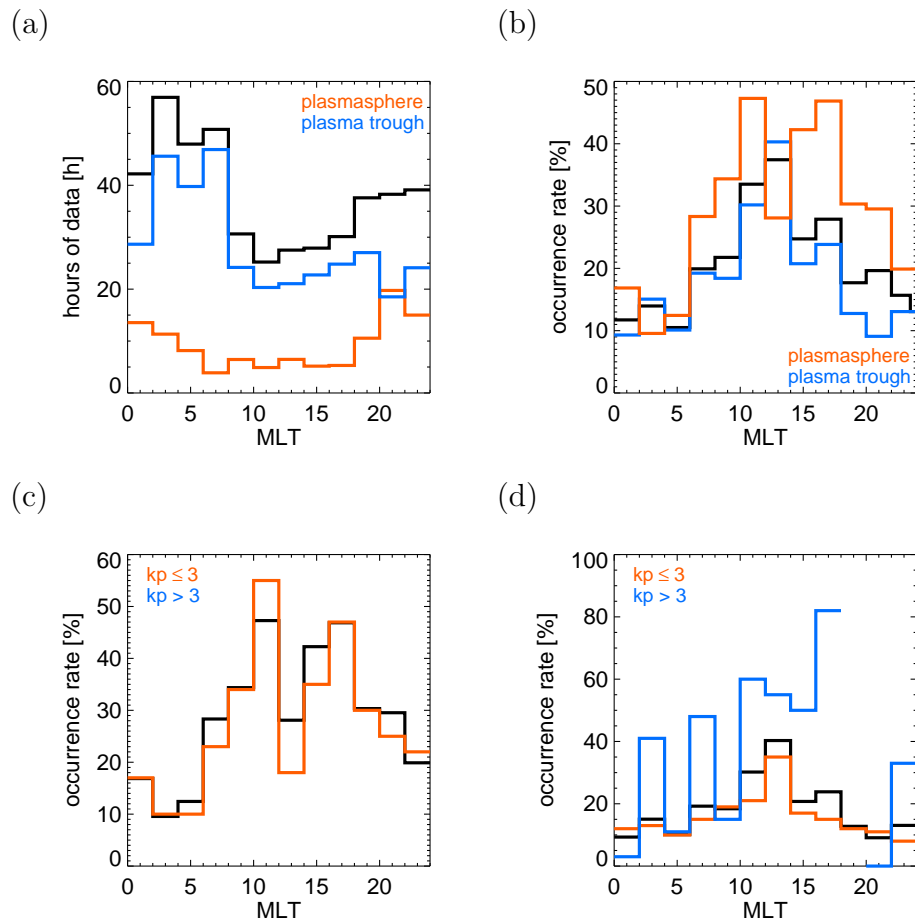 (a)
60
40
20
0
hours of data [h]
plasmasphere
plasma trough
0 5 10 15 20
MLT
(b)
50
40
30
20
10
0
occurrence rate [%]
plasmasphere
plasma trough
0 5 10 15 20
MLT
(c)
60
50
40
30
20
10
0
occurrence rate [%]
kp ≤ 3
kp > 3
0 5 10 15 20
MLT
(d)
100
80
60
40
20
0
occurrence rate [%]
kp ≤ 3
kp > 3
0 5 10 15 20
MLT